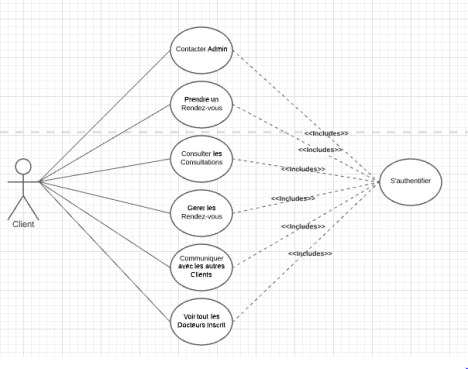 Contacter Admin
Prendre un
Rendez-vous
<<Includes>>
<<Includes>>
Consulter les
Consultations
<<Includes>>
S'authentifier
<<Includes>>
Gerer les
Rendez-vous
Client
<<Includes>>
Communiquer
avec les autres
Clients
<<Includes>>
Voir tout les
Docteurs inscrit